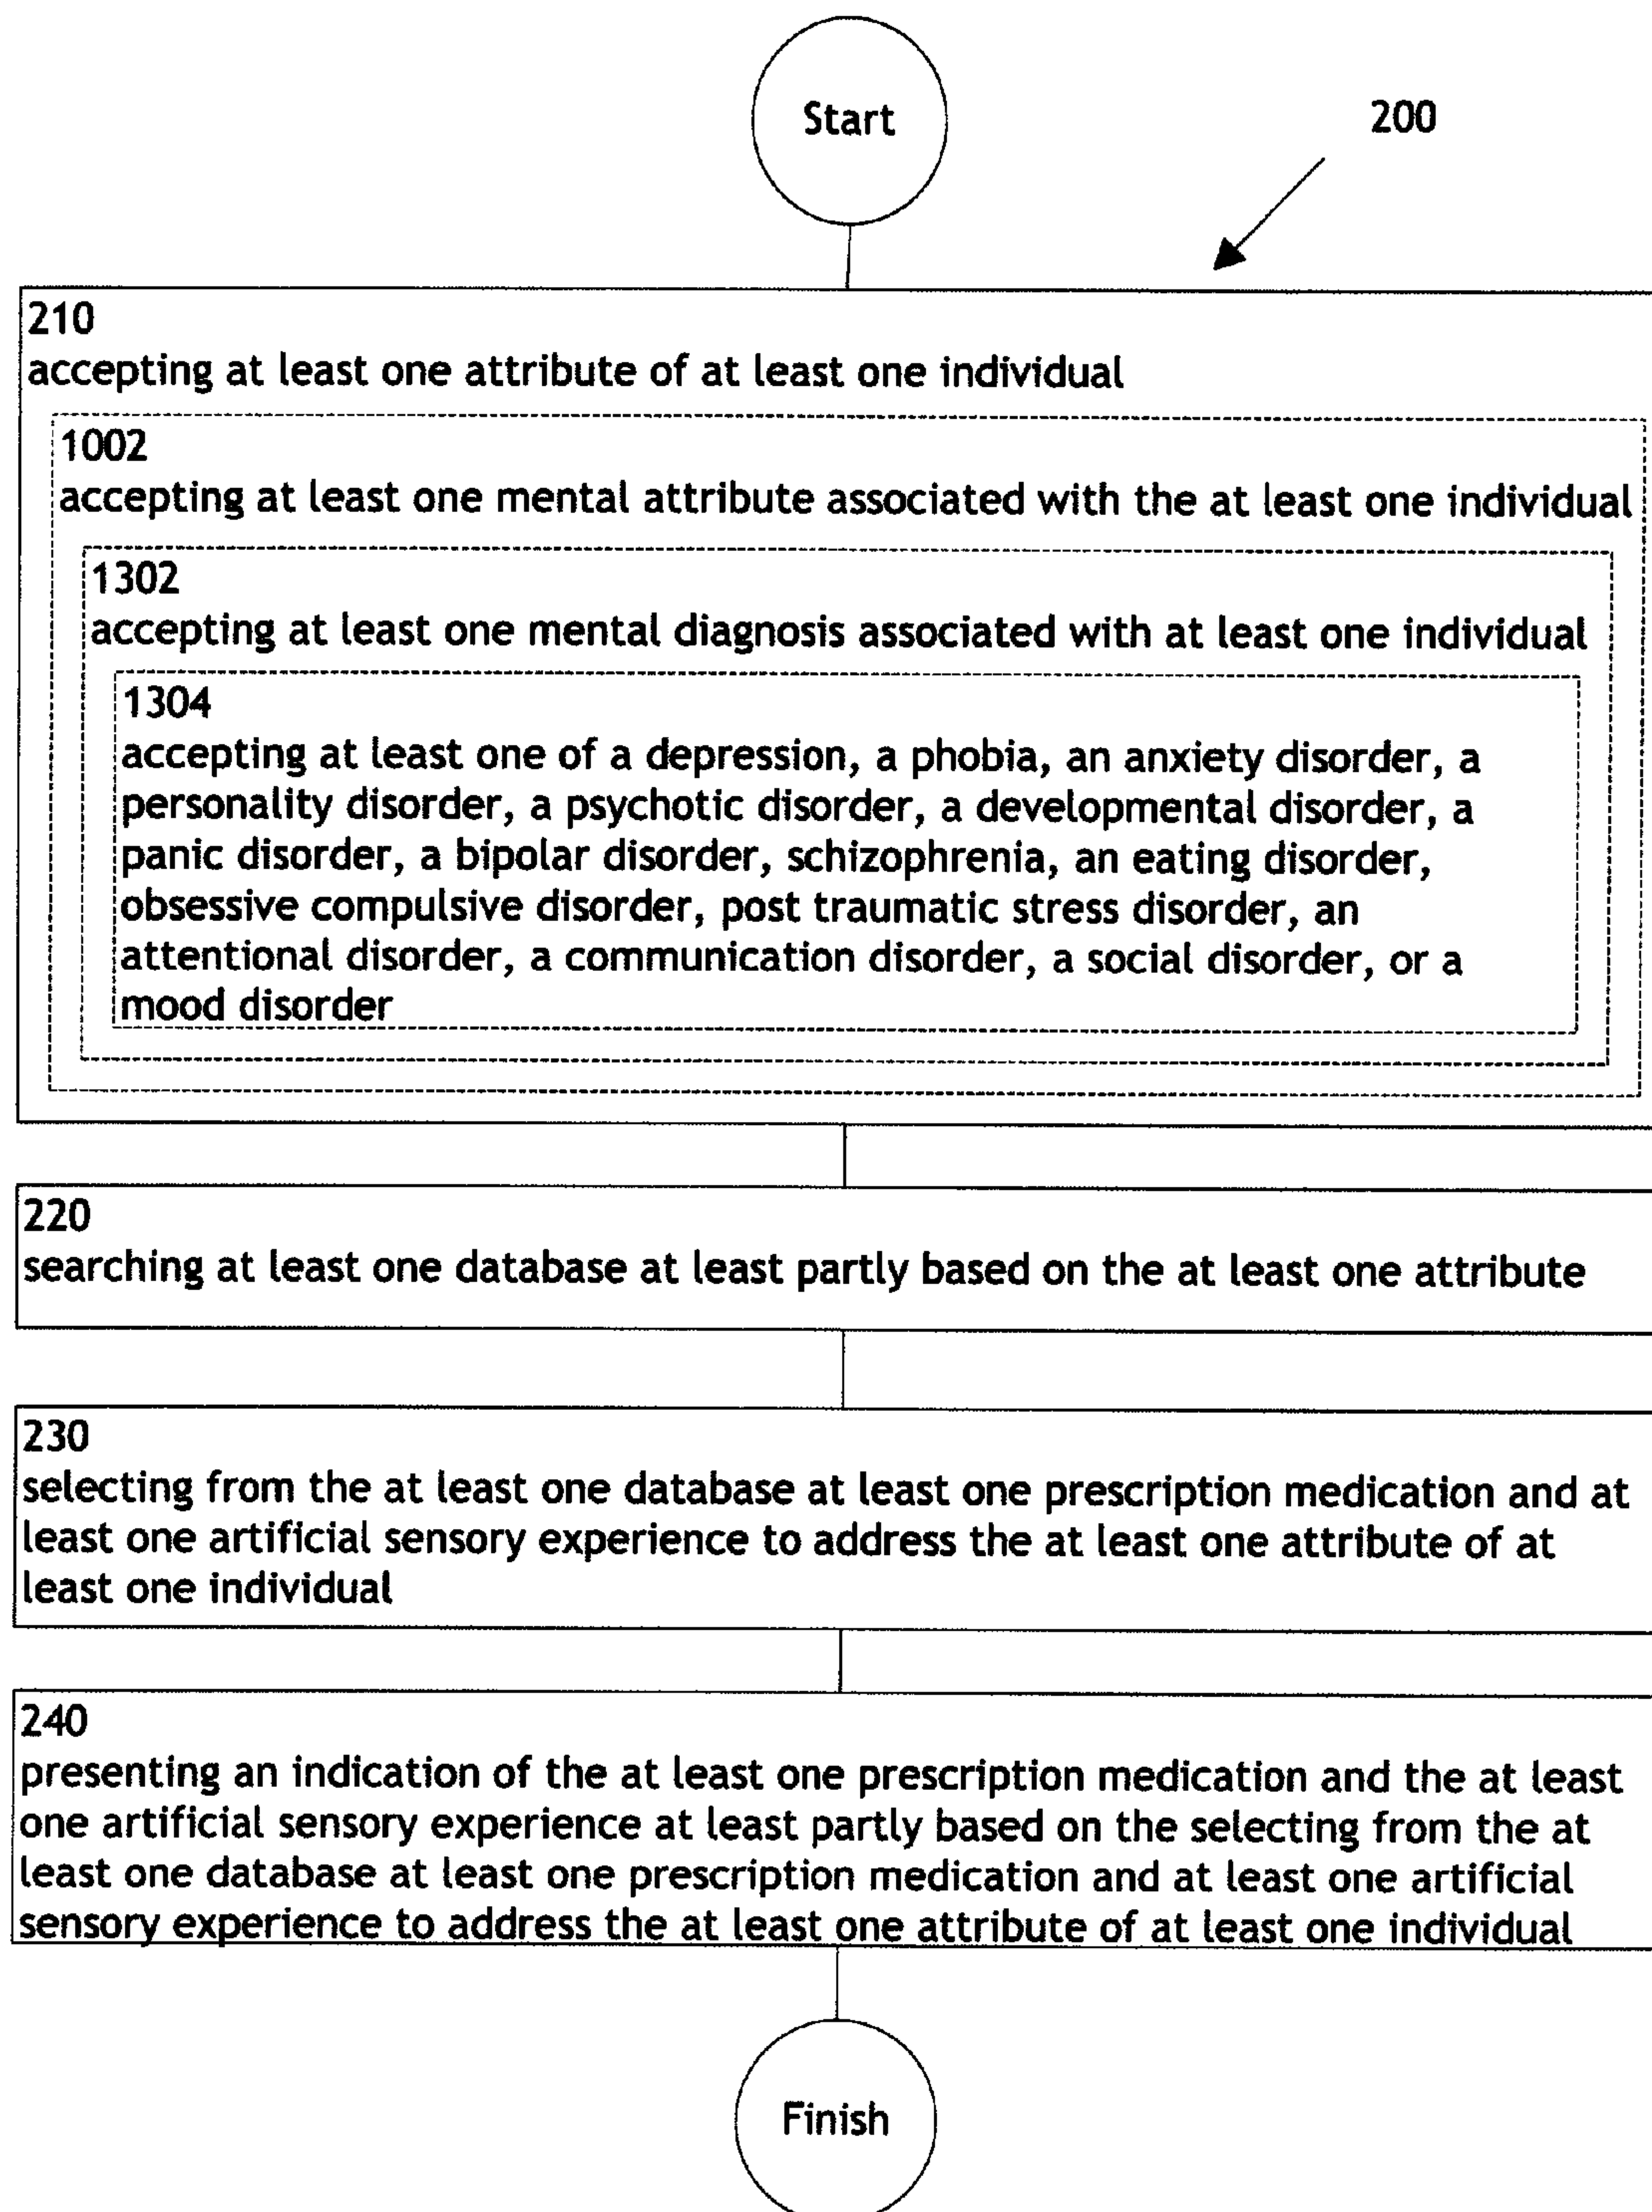 Start
200
210
accepting at least one attribute of at least one individual
1002
accepting at least one mental attribute associated with the at least one individual
1302
accepting at least one mental diagnosis associated with at least one individual
1304
accepting at least one of a depression, a phobia, an anxiety disorder, a
personality disorder, a psychotic disorder, a developmental disorder, a
panic disorder, a bipolar disorder, schizophrenia, an eating disorder,
obsessive compulsive disorder, post traumatic stress disorder, an
attentional disorder, a communication disorder, a social disorder, or a
mood disorder
220
searching at least one database at least partly based on the at least one attribute
230
selecting from the at least one database at least one prescription medication and at
least one artificial sensory experience to address the at least one attribute of at
least one individual
240
presenting an indication of the at least one prescription medication and the at least
one artificial sensory experience at least partly based on the selecting from the at
least one database at least one prescription medication and at least one artificial
sensory experience to address the at least one attribute of at least one individual
Finish